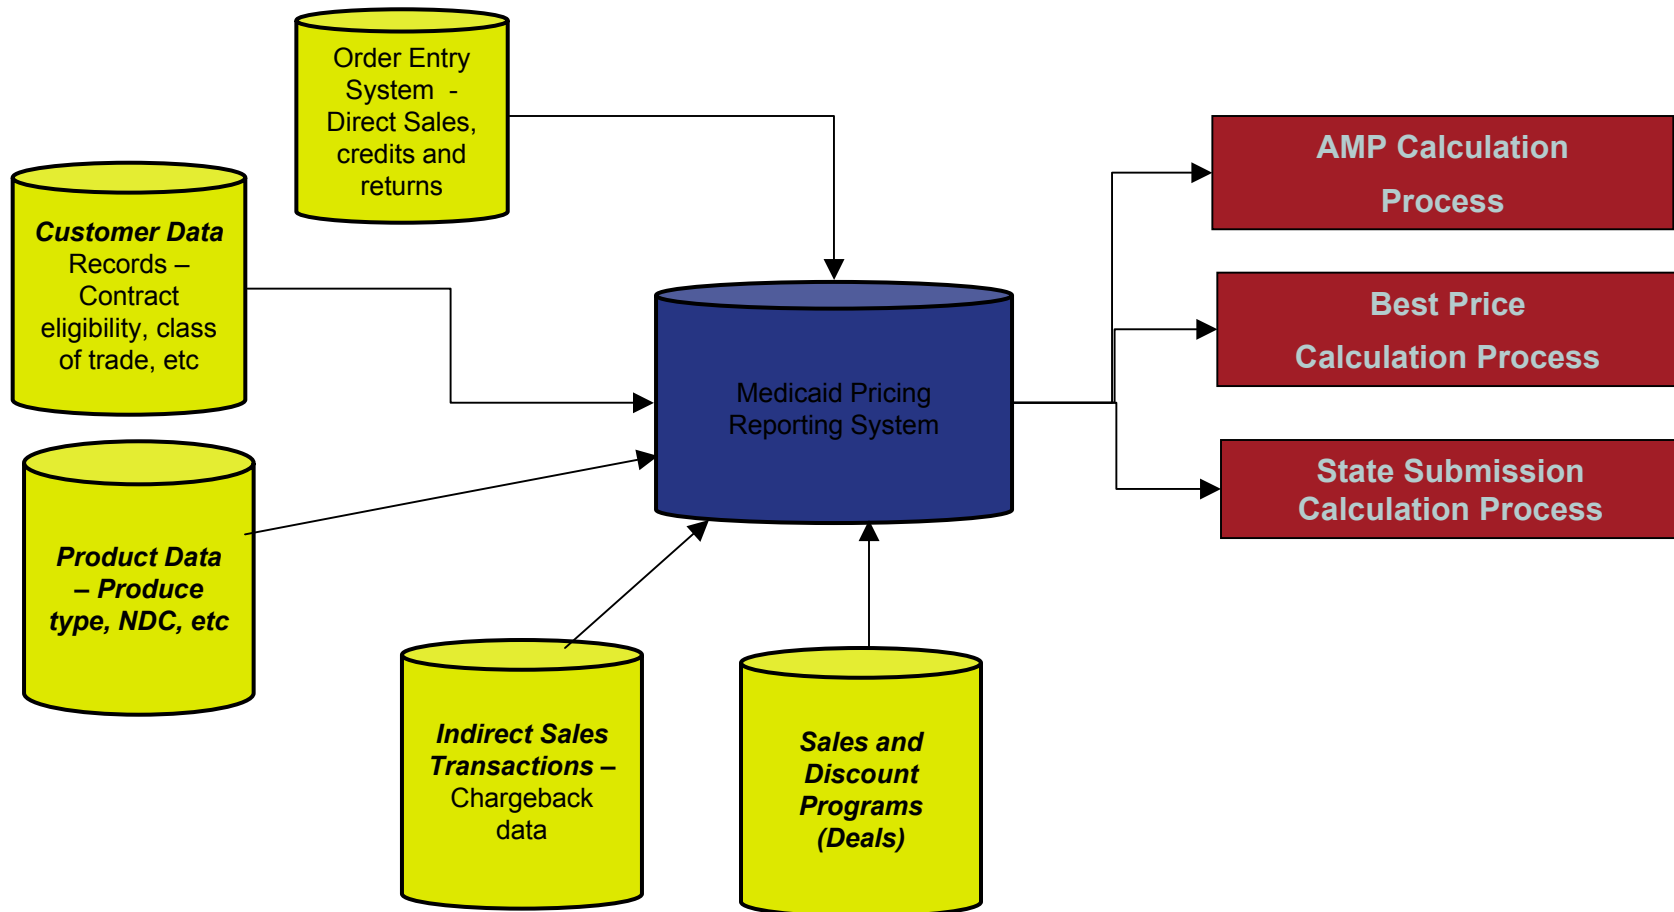 Order Entry
System  -
Direct Sales,
credits and
returns
Customer Data
Records –
Contract
eligibility, class
of trade, etc
Product Data
– Produce
type, NDC, etc
Indirect Sales
Transactions –
Chargeback
data
Sales and
Discount
Programs
(Deals)
Medicaid Pricing
Reporting System
AMP Calculation
Process
Best Price
Calculation Process
State Submission
Calculation Process